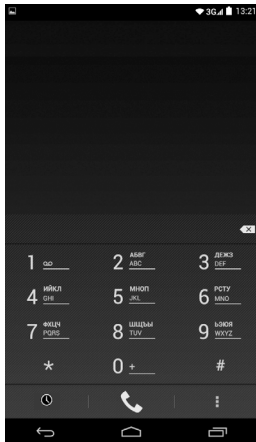 3G 13:21
1 2 АБВГ 3 ДЕЖЗ
ABC DEF
4 ИЙКЛ 5 МНОП 6 РСТУ
GHI JKL MNO
7 ФХЦЧ 8 ШЩЪЫ 9 ЬЭЮЯ
PQRS TUV WXYZ
* 0 + #